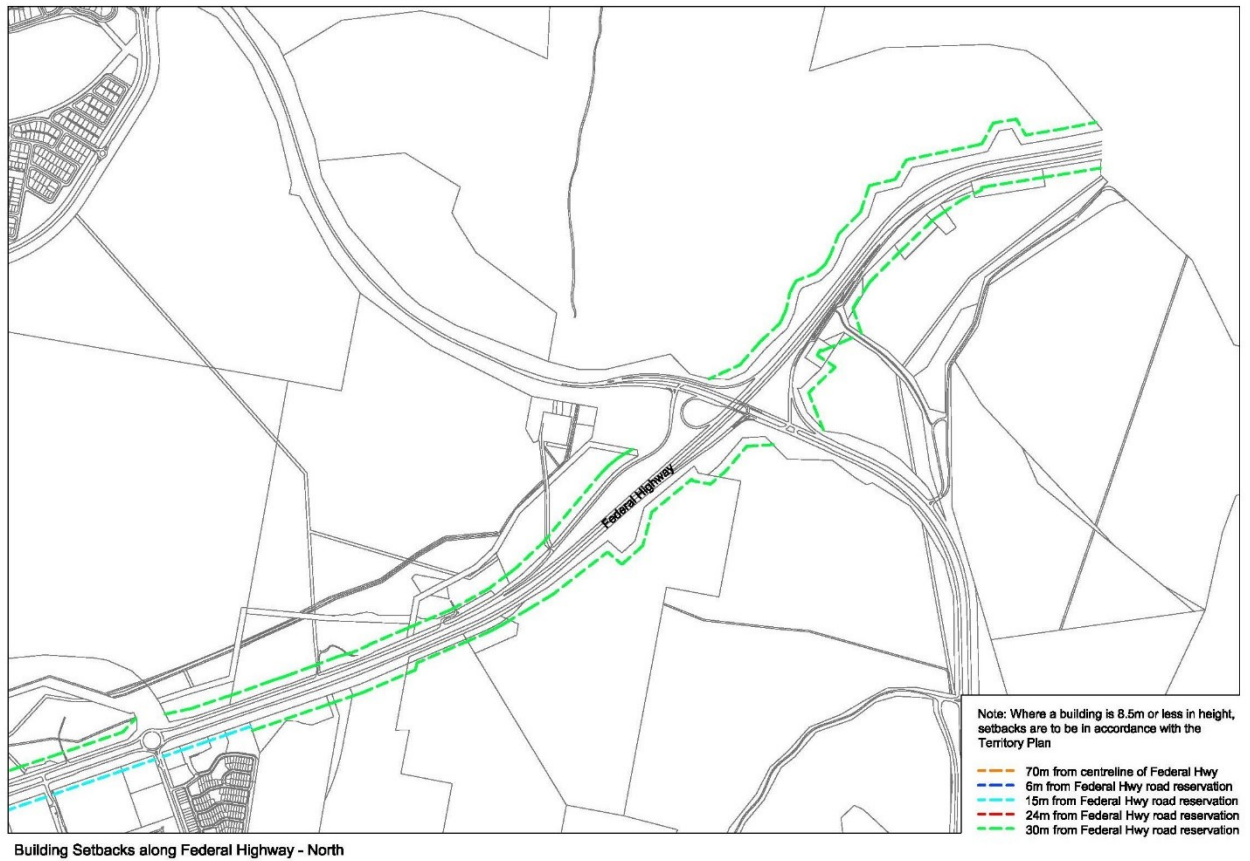 Federal Highway
Note: Where a building is 8.5m or less in height,
setbacks are to be in accordance with the
Territory Plan
70m from centreline of Federal Hwy
6m from Federal Hwy road reservation
15m from Federal Hwy road reservation
24m from Federal Hwy road reservation
30m from Federal Hwy road reservation
Building Setbacks along Federal Highway - North